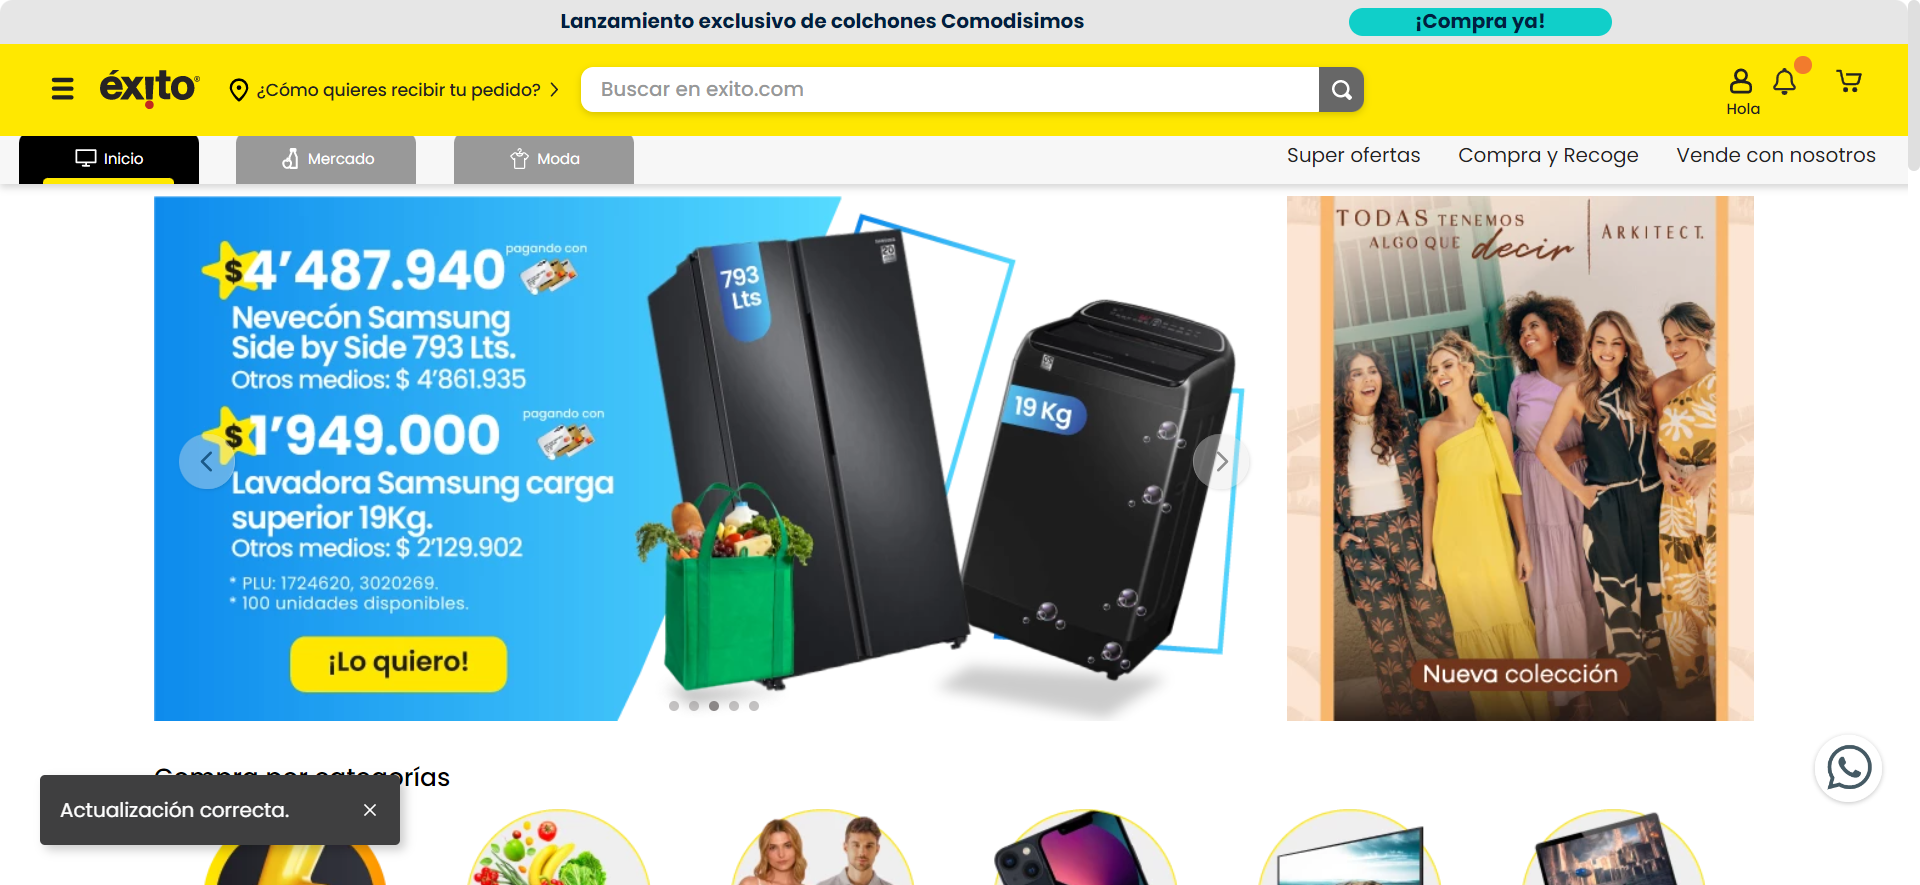 Lanzamiento exclusivo de colchones Comodisimos
¡Compra ya!
éxito
¿Cómo quieres recibir tu pedido?
Buscar en exito.com
Hola
Inicio
Mercado
Moda
Super ofertas
Compra y Recoge
Vende con nosotros
$4’487.940
pagando con
Nevecón Samsung
Side by Side 793 Lts.
Otros medios: $ 4’861.935
$1’949.000
pagando con
Lavadora Samsung carga
superior 19Kg.
Otros medios: $ 2’129.902
* PLU: 1724620, 3020269.
* 100 unidades disponibles.
¡Lo quiero!
793
Lts
SAMSUNG
20
19 Kg
TODAS TENEMOS
ALGO QUE decir
ARKITECT.
Nueva colección
Compra por categorías
Actualización correcta.